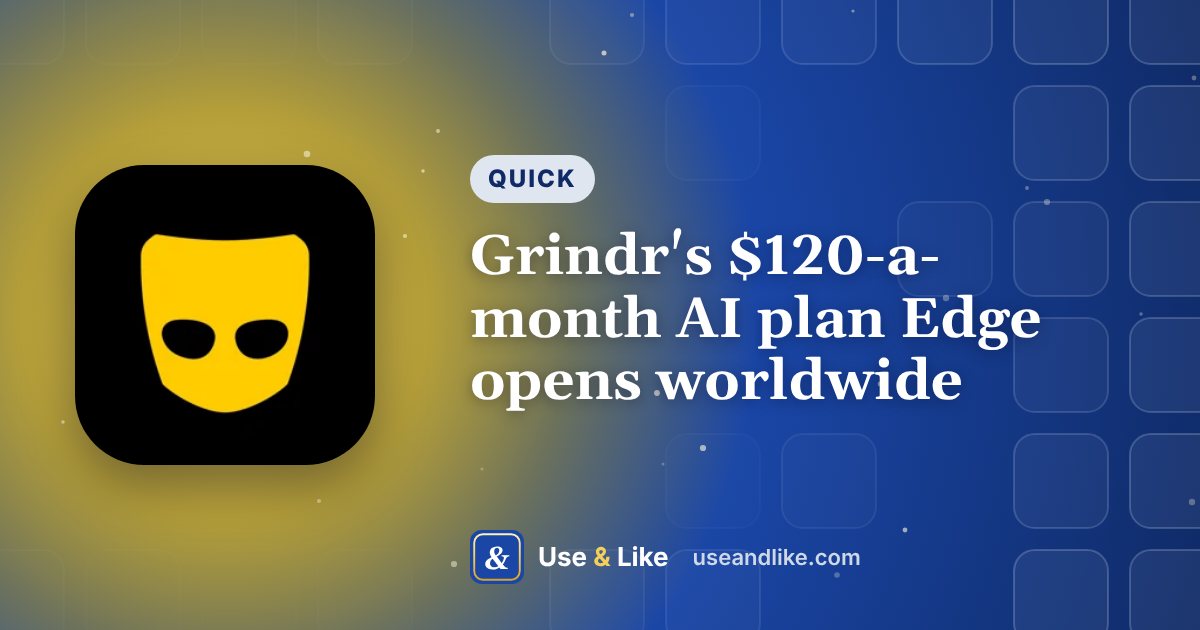 QUICK
Grindr's $120-a-
month AI plan Edge
opens worldwide
& Use & Like useandlike.com